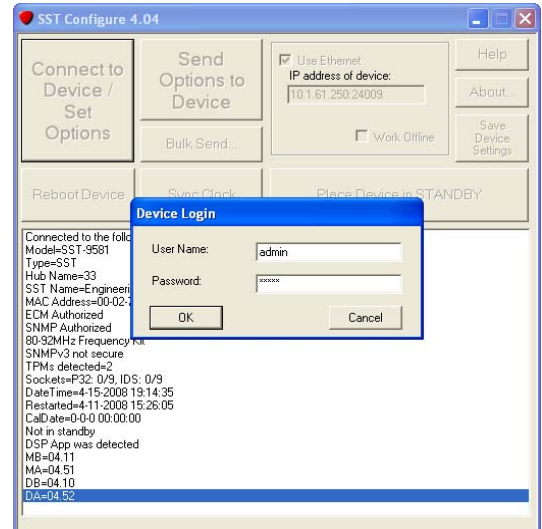 SST Configure 4.04
Connect to
Device /
Set
Options
Send
Options to
Device
Bulk Send...
Use Ethernet
IP address of device:
10.1.61.250:24009
Work Offline
Help
About...
Save
Device
Settings
Reboot Device
Sync Clock
Place Device in STANDBY
Device Login
User Name:
admin
Password:
xxxxx
OK
Cancel
Connected to the follo
Model=SST-9581
Type=SST
Hub Name=33
SST Name=Engineeri
MAC Address=00-02-
ECM Authorized
SNMP Authorized
80-92MHz Frequency Kit
SNMPv3 not secure
TPMs detected=2
Sockets=P32: 0/9, IDS: 0/9
DateTime=4-15-2008 19:14:35
Restarted=4-11-2008 15:26:05
CalDate=0-0-0 00:00:00
Not in standby
DSP App was detected
MB=04.11
MA=04.51
DB=04.10
DA=04.52